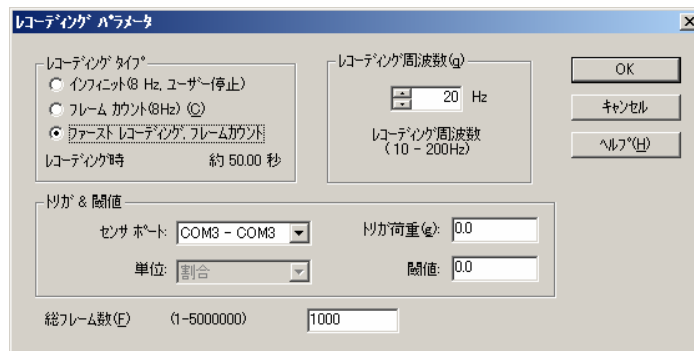 レコーディング パラメータ
レコーディング タイプ
インフィニット(8 Hz, ユーザー停止)
フレーム カウント(8Hz) (C)
ファースト レコーディング, フレームカウント
レコーディング時 約 50.00 秒
レコーディング周波数(q)
20 Hz
レコーディング周波数
(10 - 200Hz)
OK
キャンセル
ヘルプ(H)
トリガ & 閾値
センサ ポート: COM3 - COM3
トリガ荷重(g): 0.0
単位: 割合
閾値: 0.0
総フレーム数(F) (1-5000000) 1000